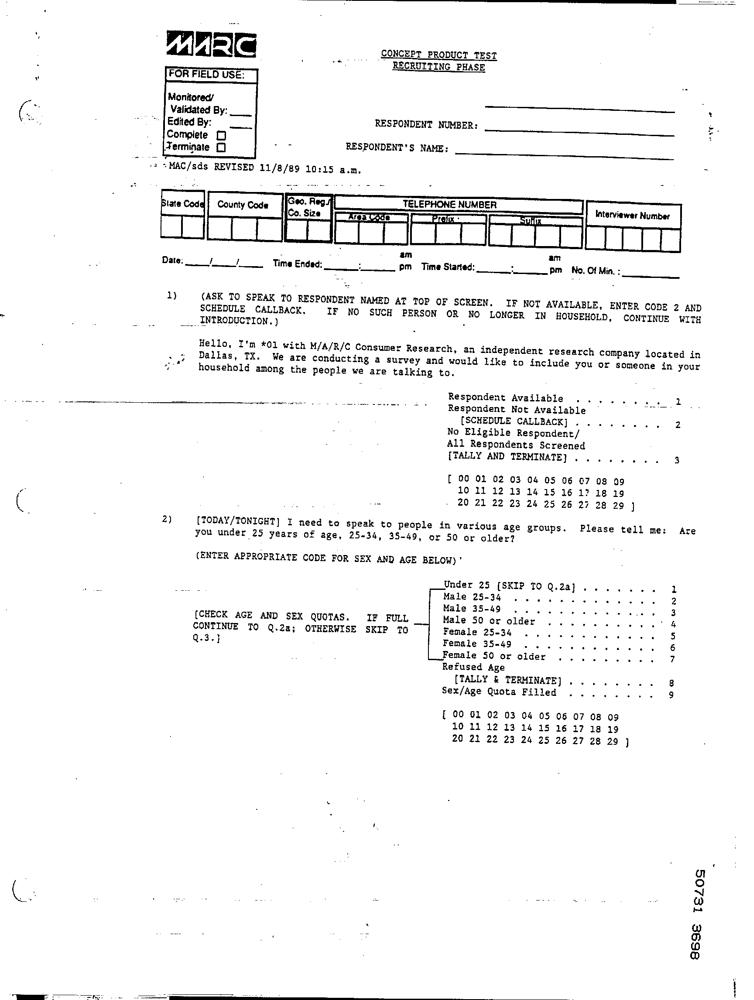 MARC
CONCEPT PRODUCT TEST
RECRUITING PHASE
FOR FIELD USE:
Monitored/
Validated By: ____
Edited By: ____
Complete ☐
Terminate ☐
RESPONDENT NUMBER:
RESPONDENT'S NAME:
MAC/sds REVISED 11/8/89 10:15 a.m.
State Code County Code Geo. Reg./ Co. Size TELEPHONE NUMBER Interviewer Number
Area Code Prefix Suffix
Date: ____/____/____ Time Ended: ______:______ am pm Time Started: ______:______ am pm No. Of Min. : ________
1) (ASK TO SPEAK TO RESPONDENT NAMED AT TOP OF SCREEN. IF NOT AVAILABLE, ENTER CODE 2 AND
SCHEDULE CALLBACK. IF NO SUCH PERSON OR NO LONGER IN HOUSEHOLD, CONTINUE WITH
INTRODUCTION.)
Hello, I'm *01 with M/A/R/C Consumer Research, an independent research company located in
Dallas, TX. We are conducting a survey and would like to include you or someone in your
household among the people we are talking to.
Respondent Available . . . . . . . . 1
Respondent Not Available
[SCHEDULE CALLBACK] . . . . . . . . 2
No Eligible Respondent/
All Respondents Screened
[TALLY AND TERMINATE] . . . . . . . . 3
[ 00 01 02 03 04 05 06 07 08 09
10 11 12 13 14 15 16 17 18 19
20 21 22 23 24 25 26 27 28 29 ]
2) [TODAY/TONIGHT] I need to speak to people in various age groups. Please tell me: Are
you under 25 years of age, 25-34, 35-49, or 50 or older?
(ENTER APPROPRIATE CODE FOR SEX AND AGE BELOW)
[CHECK AGE AND SEX QUOTAS. IF FULL
CONTINUE TO Q.2a; OTHERWISE SKIP TO
Q.3.]
Under 25 [SKIP TO Q.2a] . . . . . . . 1
Male 25-34 . . . . . . . . . . . . . 2
Male 35-49 . . . . . . . . . . . . . 3
Male 50 or older . . . . . . . . . . 4
Female 25-34 . . . . . . . . . . . . 5
Female 35-49 . . . . . . . . . . . . 6
Female 50 or older . . . . . . . . . 7
Refused Age
[TALLY & TERMINATE] . . . . . . . . 8
Sex/Age Quota Filled . . . . . . . . 9
[ 00 01 02 03 04 05 06 07 08 09
10 11 12 13 14 15 16 17 18 19
20 21 22 23 24 25 26 27 28 29 ]
50731 3698